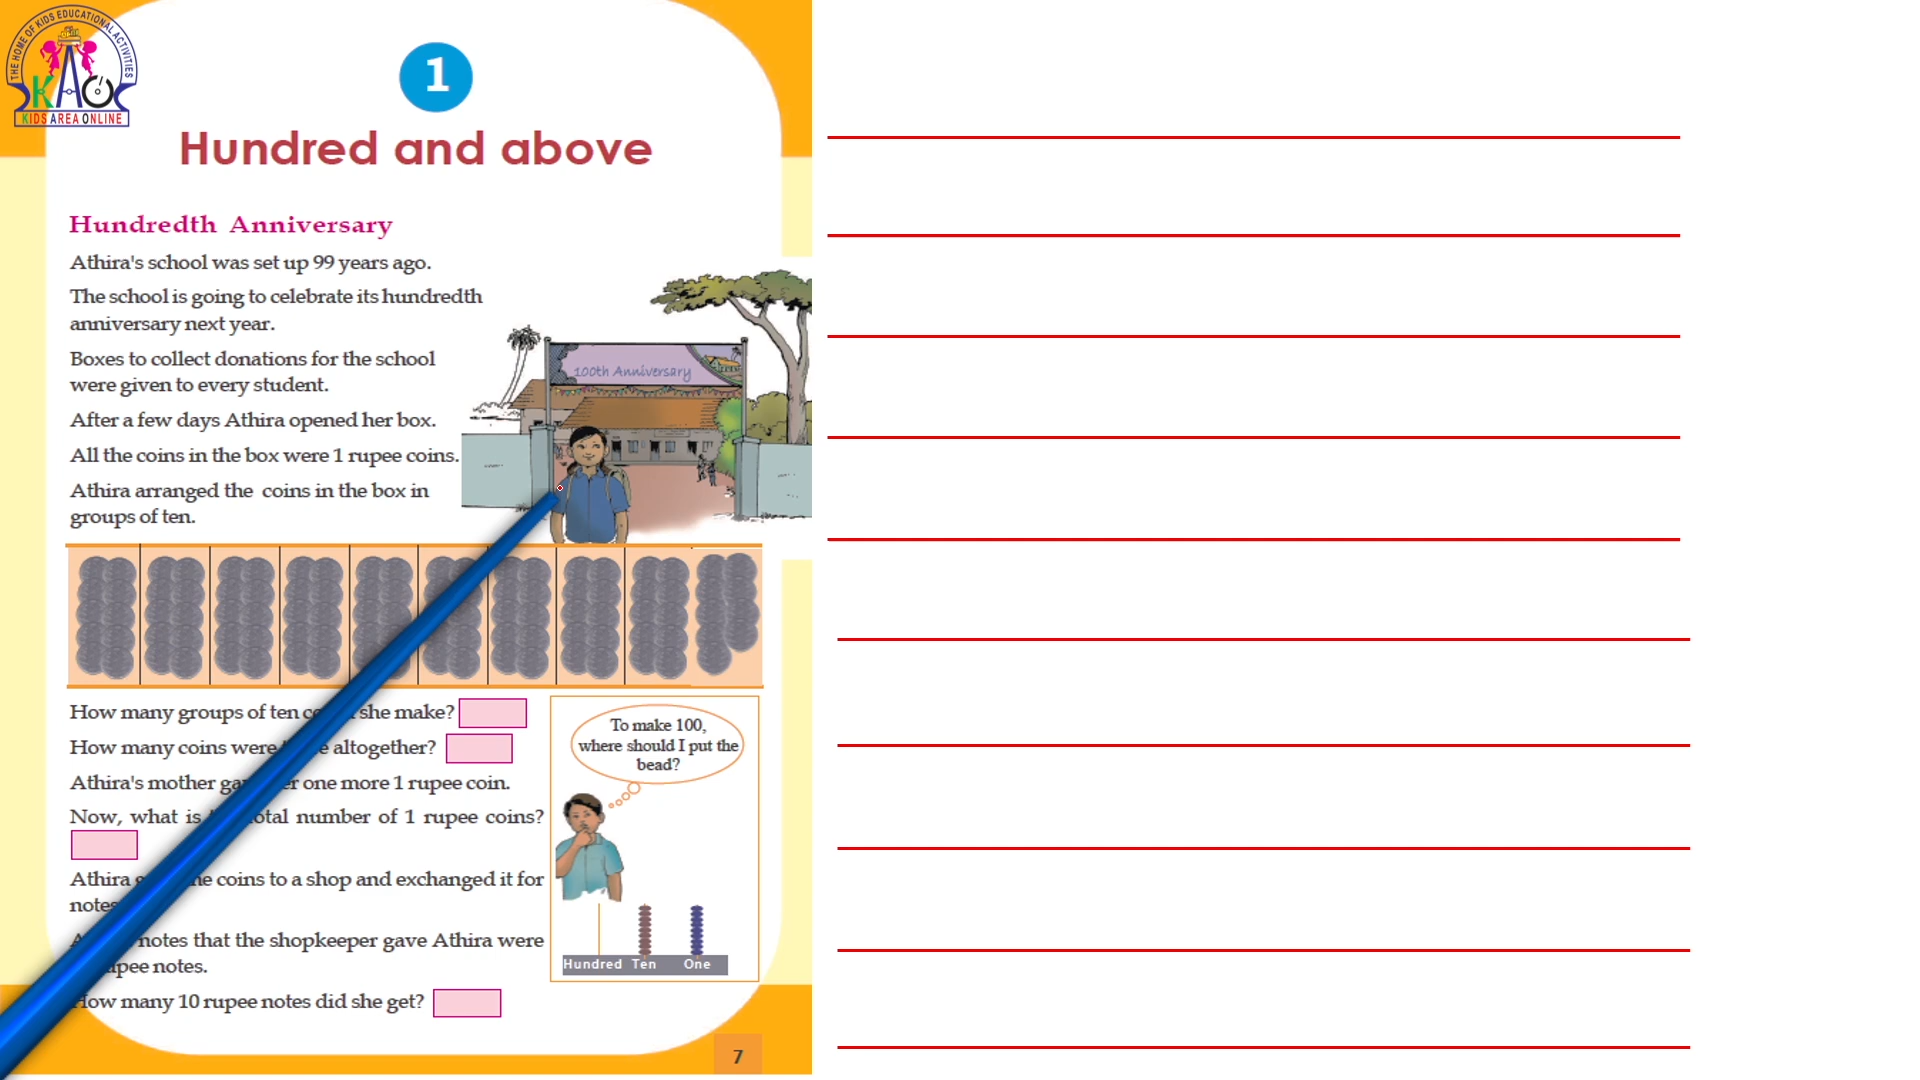 THE HOME OF KIDS EDUCATIONAL ACTIVITIES
KAO
KIDS AREA ONLINE
1
Hundred and above
Hundredth Anniversary
Athira's school was set up 99 years ago.
The school is going to celebrate its hundredth
anniversary next year.
Boxes to collect donations for the school
were given to every student.
After a few days Athira opened her box.
All the coins in the box were 1 rupee coins.
Athira arranged the coins in the box in
groups of ten.
100th Anniversary
How many groups of ten she make?
How many coins were altogether?
Athira's mother one more 1 rupee coin.
Now, what is total number of 1 rupee coins?
Athira coins to a shop and exchanged it for
notes
notes that the shopkeeper gave Athira were
notes.
How many 10 rupee notes did she get?
To make 100,
where should I put the
bead?
Hundred Ten One
7